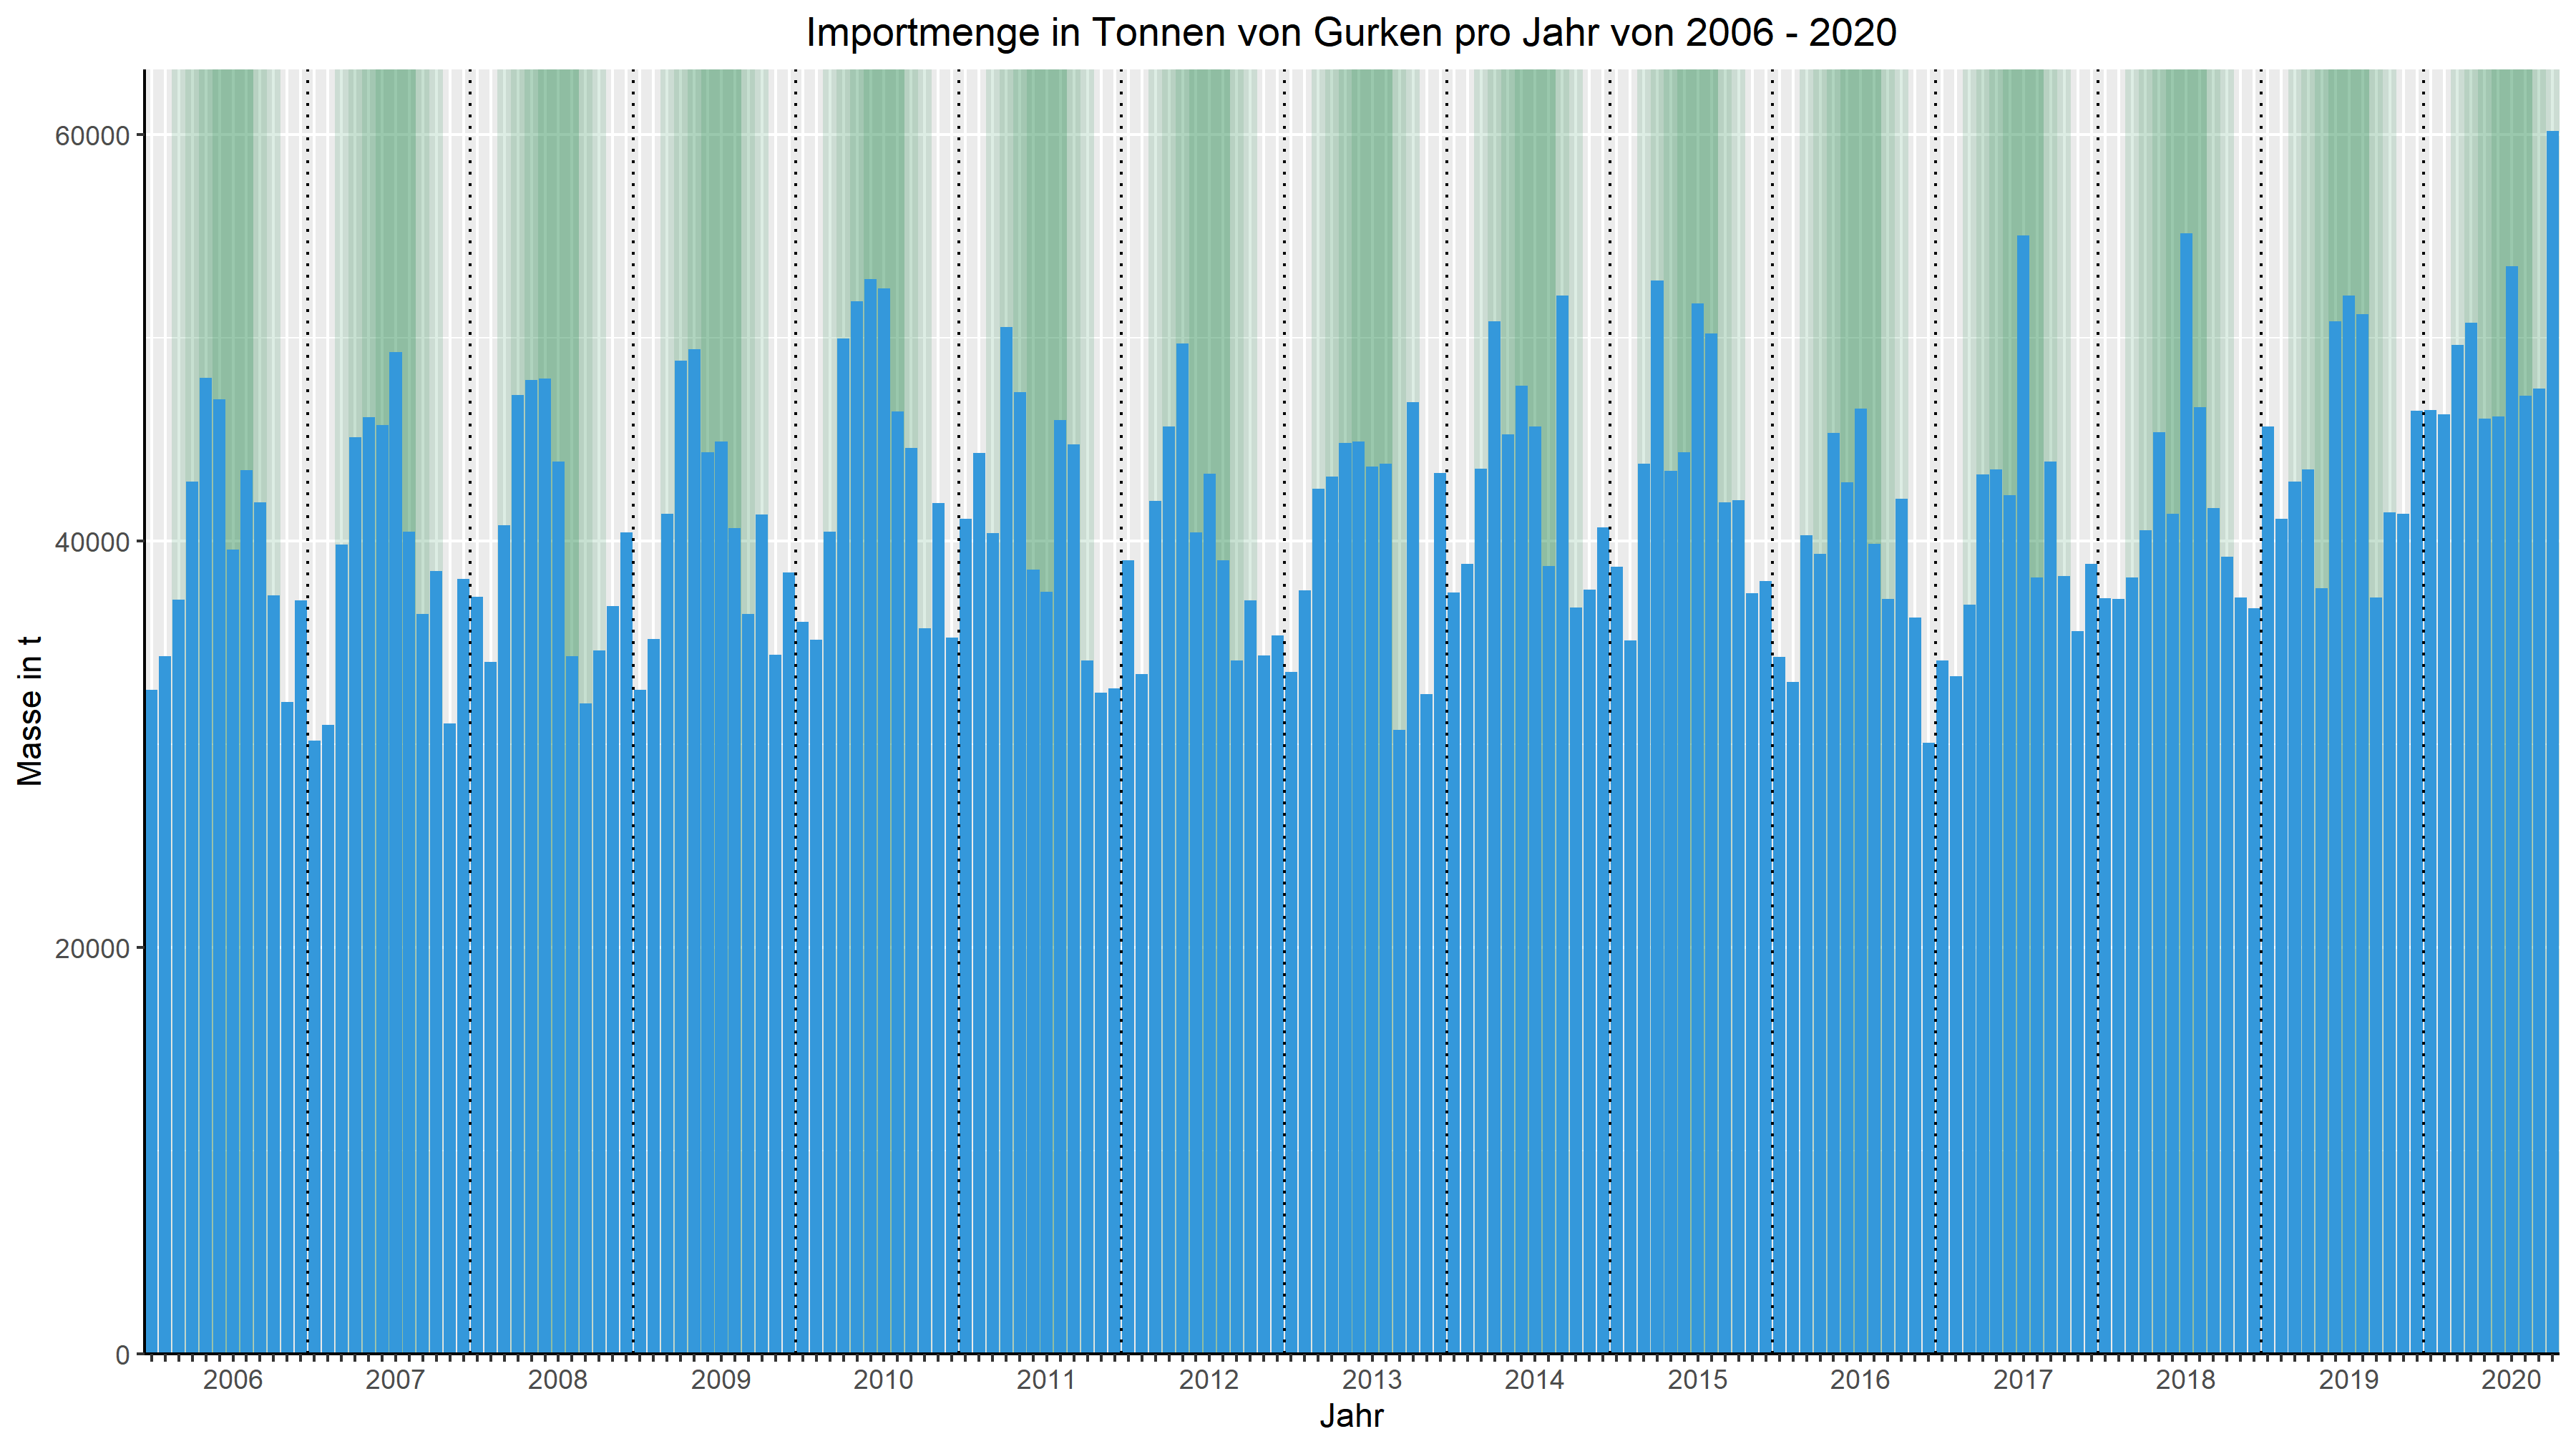 Importmenge in Tonnen von Gurken pro Jahr von 2006 - 2020
60000
40000
20000
0
Masse in t
2006 2007 2008 2009 2010 2011 2012 2013 2014 2015 2016 2017 2018 2019 2020
Jahr